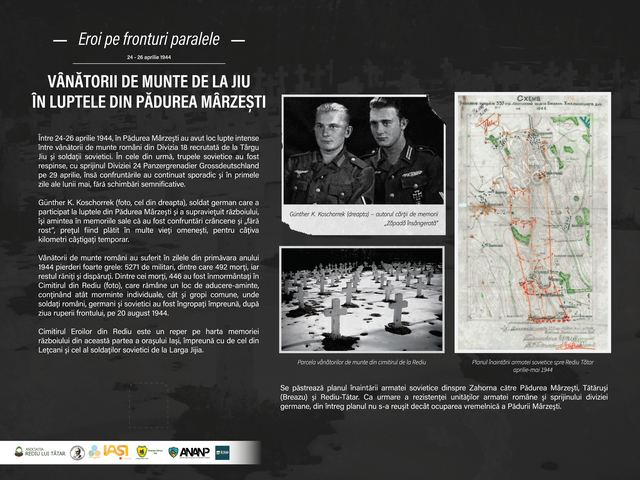 Eroi pe fronturi paralele
24 - 26 aprilie 1944
VÂNĂTORII DE MUNTE DE LA JIU
ÎN LUPTELE DIN PĂDUREA MÂRZEȘTI
Între 24-26 aprilie 1944, în Pădurea Mârzești au avut loc lupte intense
între vânătorii de munte români din Divizia 18 recrutată de la Târgu
Jiu și soldații sovietici. În cele din urmă, trupele sovietice au fost
respinse, cu sprijinul Diviziei 24 Panzergrenadier Grossdeutschland
pe 29 aprilie, însă confruntările au continuat sporadic și în primele
zile ale lunii mai, fără schimbări semnificative.
Günther K. Koschorrek (foto, cel din dreapta), soldat german care a
participat la luptele din Pădurea Mârzești și a supraviețuit războiului,
își amintea în memoriile sale că au fost confruntări crâncene și „fără
rost”, prețul fiind plătit în multe vieți omenești, pentru câțiva
kilometri câștigați temporar.
Vânătorii de munte au suferit în zilele din primăvara anului
1944 pierderi foarte grele: 5271 de militari, dintre care 492 morți, iar
restul răniți și dispăruți. Dintre cei morți, 446 au fost înmormântați în
Cimitirul din Rediu (foto), care rămâne un loc de aducere-aminte,
conținând atât morminte individuale, cât și gropi comune, unde
soldați români, germani și sovietici au fost îngropați împreună, după
ziua ruperii frontului, pe 20 august 1944.
Cimitirul Eroilor din Rediu este un reper pe harta memoriei
războiului din această partea a orașului Iași, împreună cu cel din
Lețcani și cel al soldaților sovietici de la Larga Jijia.
Günther K. Koschorrek (dreapta) – autorul cărții de memorii
„Zăpadă însângerată”
Parcela vânătorilor de munte din cimitirul de la Rediu
Схема
1944
Planul înaintării armatei sovietice spre Rediu Tătar
aprilie-mai 1944
Se păstrează planul înaintării armatei sovietice dinspre Zahorna către Pădurea Mârzești, Tătăruși
(Breazu) și Rediu-Tătar. Ca urmare a rezistenței unităților armatei române și sprijinului diviziei
germane, din întreg planul nu s-a reușit decât ocuparea vremelnică a Pădurii Mârzești.
ASOCIAȚIA
REDIU LUI TĂTAR
IAȘI
ANANP